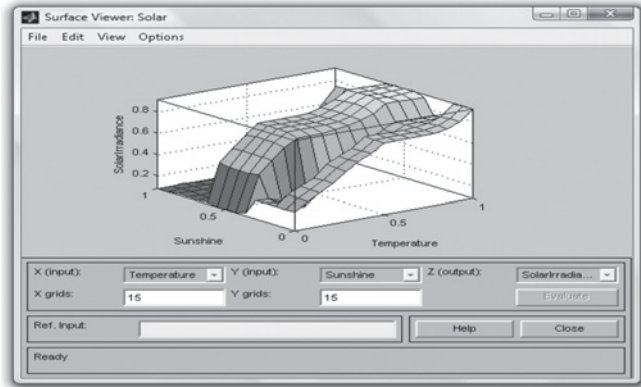 Surface Viewer: Solar
File Edit View Options
SolarIrradiance
0.8
0.6
0.4
0.2
1
0.5
0
Sunshine
0
0.5
1
Temperature
X (input): Temperature Y (input): Sunshine Z (output): SolarIrradia...
X grids: 15 Y grids: 15 Evaluate
Ref. Input: Help Close
Ready